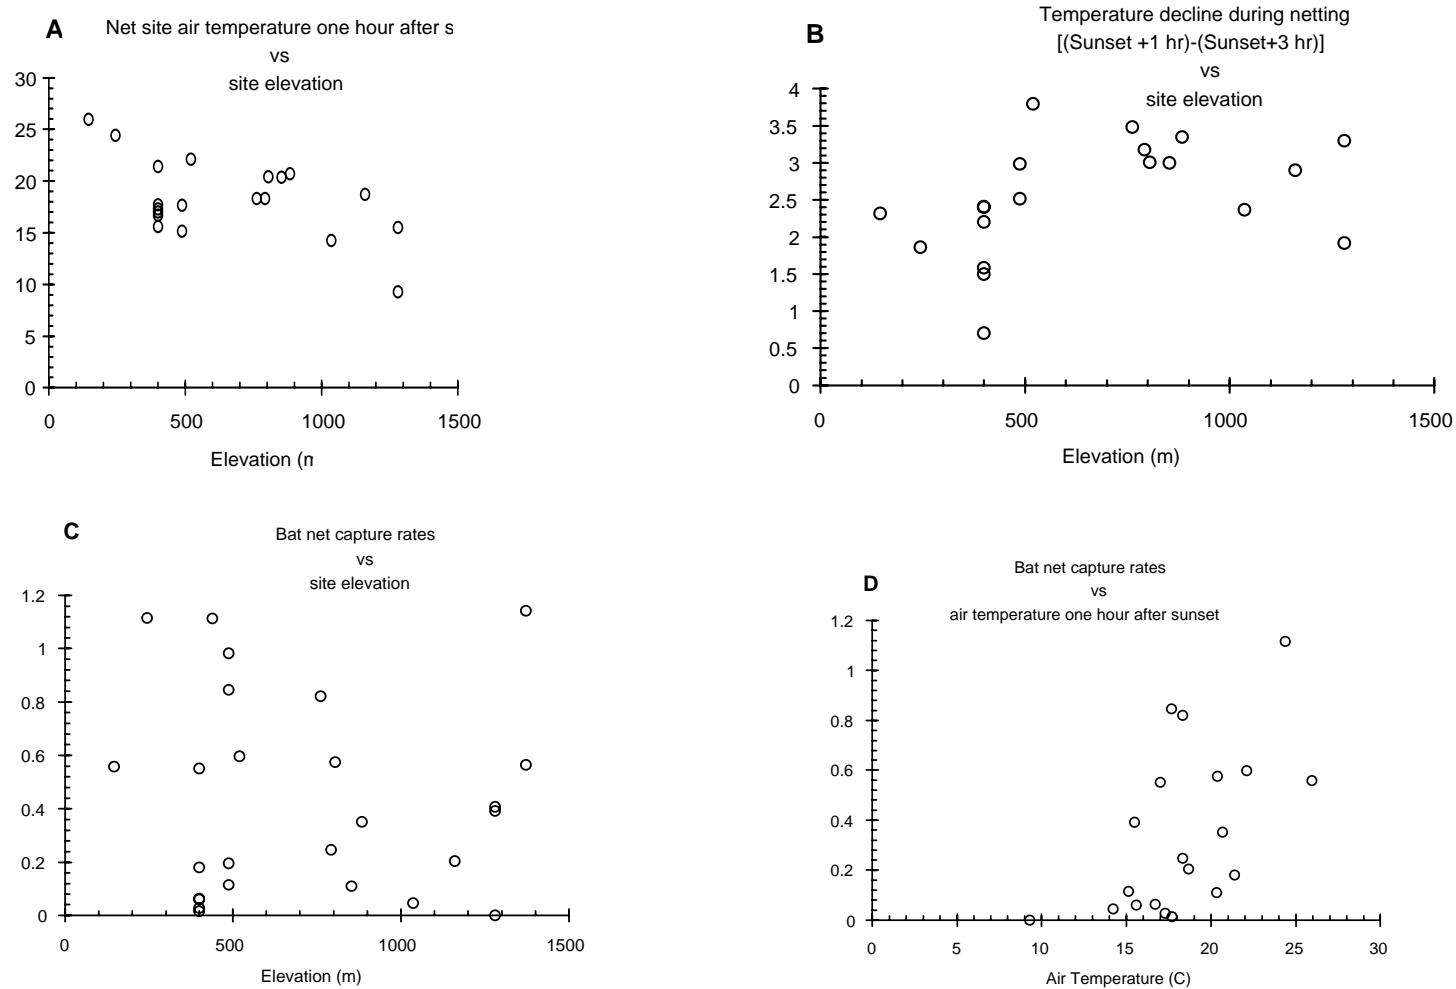 A
Net site air temperature one hour after s
vs
site elevation
30
25
20
15
10
5
0
0 500 1000 1500
Elevation (
B
Temperature decline during netting
[(Sunset +1 hr)-(Sunset+3 hr)]
vs
site elevation
4
3.5
3
2.5
2
1.5
1
0.5
0
0 500 1000 1500
Elevation (m)
C
Bat net capture rates
vs
site elevation
1.2
1
0.8
0.6
0.4
0.2
0
0 500 1000 1500
Elevation (m)
D
Bat net capture rates
vs
air temperature one hour after sunset
1.2
1
0.8
0.6
0.4
0.2
0
0 5 10 15 20 25 30
Air Temperature (C)